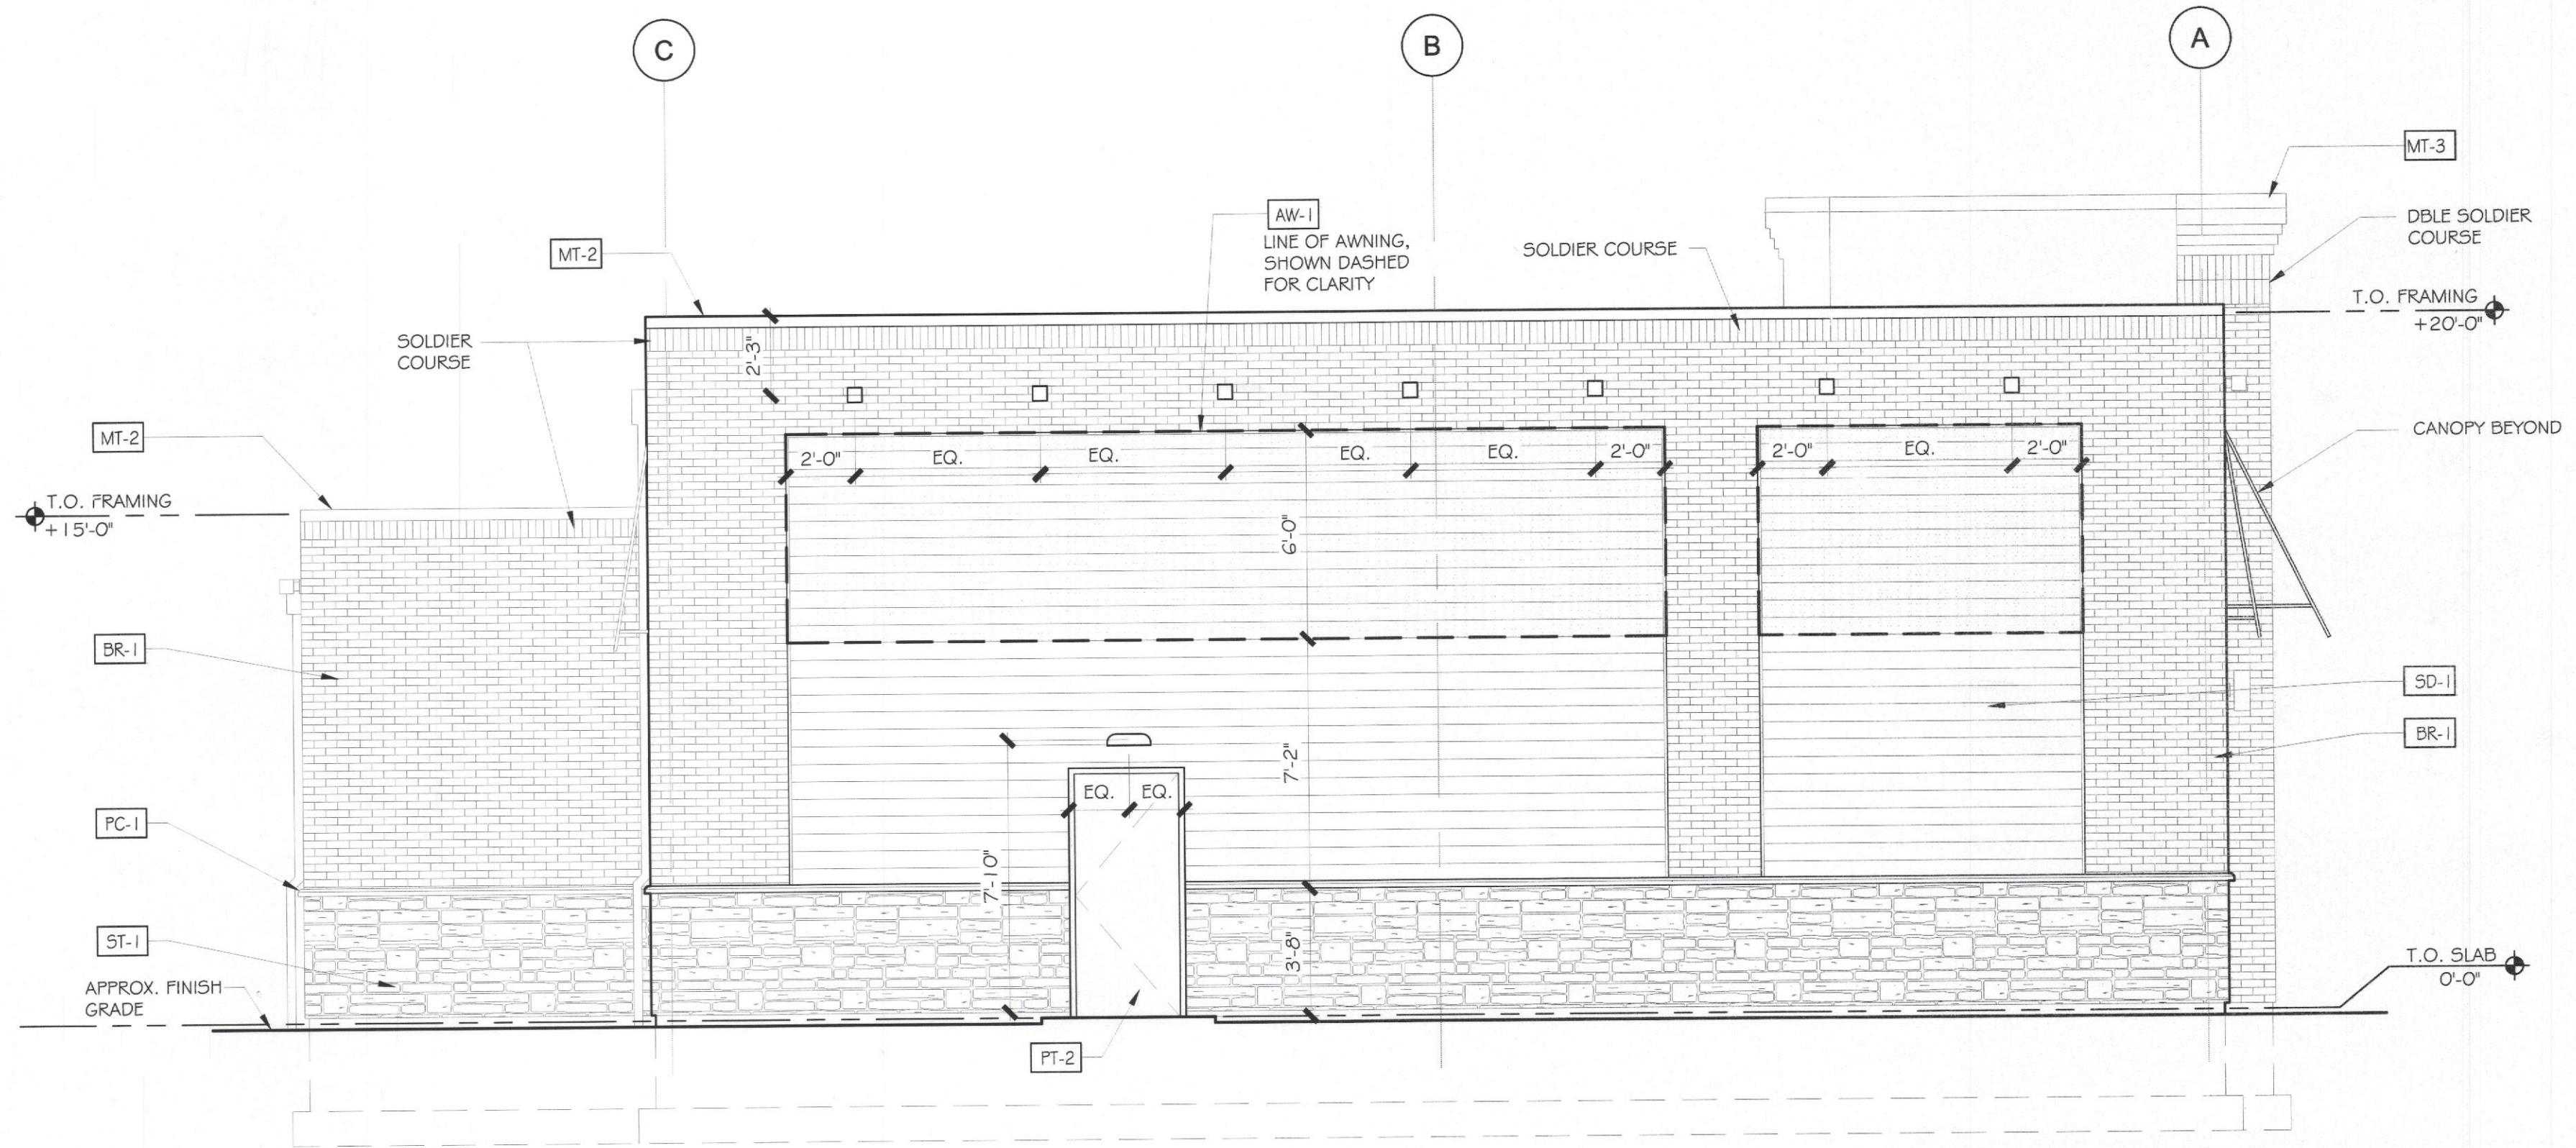 C
B
A
MT-3
AW-1
LINE OF AWNING,
SHOWN DASHED
FOR CLARITY
DBLE SOLDIER
COURSE
MT-2
SOLDIER COURSE
T.O. FRAMING
+20'-0"
SOLDIER
COURSE
2'-3"
MT-2
CANOPY BEYOND
2'-0"
EQ.
EQ.
EQ.
EQ.
2'-0"
2'-0"
EQ.
2'-0"
T.O. FRAMING
+15'-0"
6'-0"
BR-1
SD-1
BR-1
7'-2"
EQ.
EQ.
PC-1
7'-10"
ST-1
3'-8"
T.O. SLAB
0'-0"
APPROX. FINISH
GRADE
PT-2